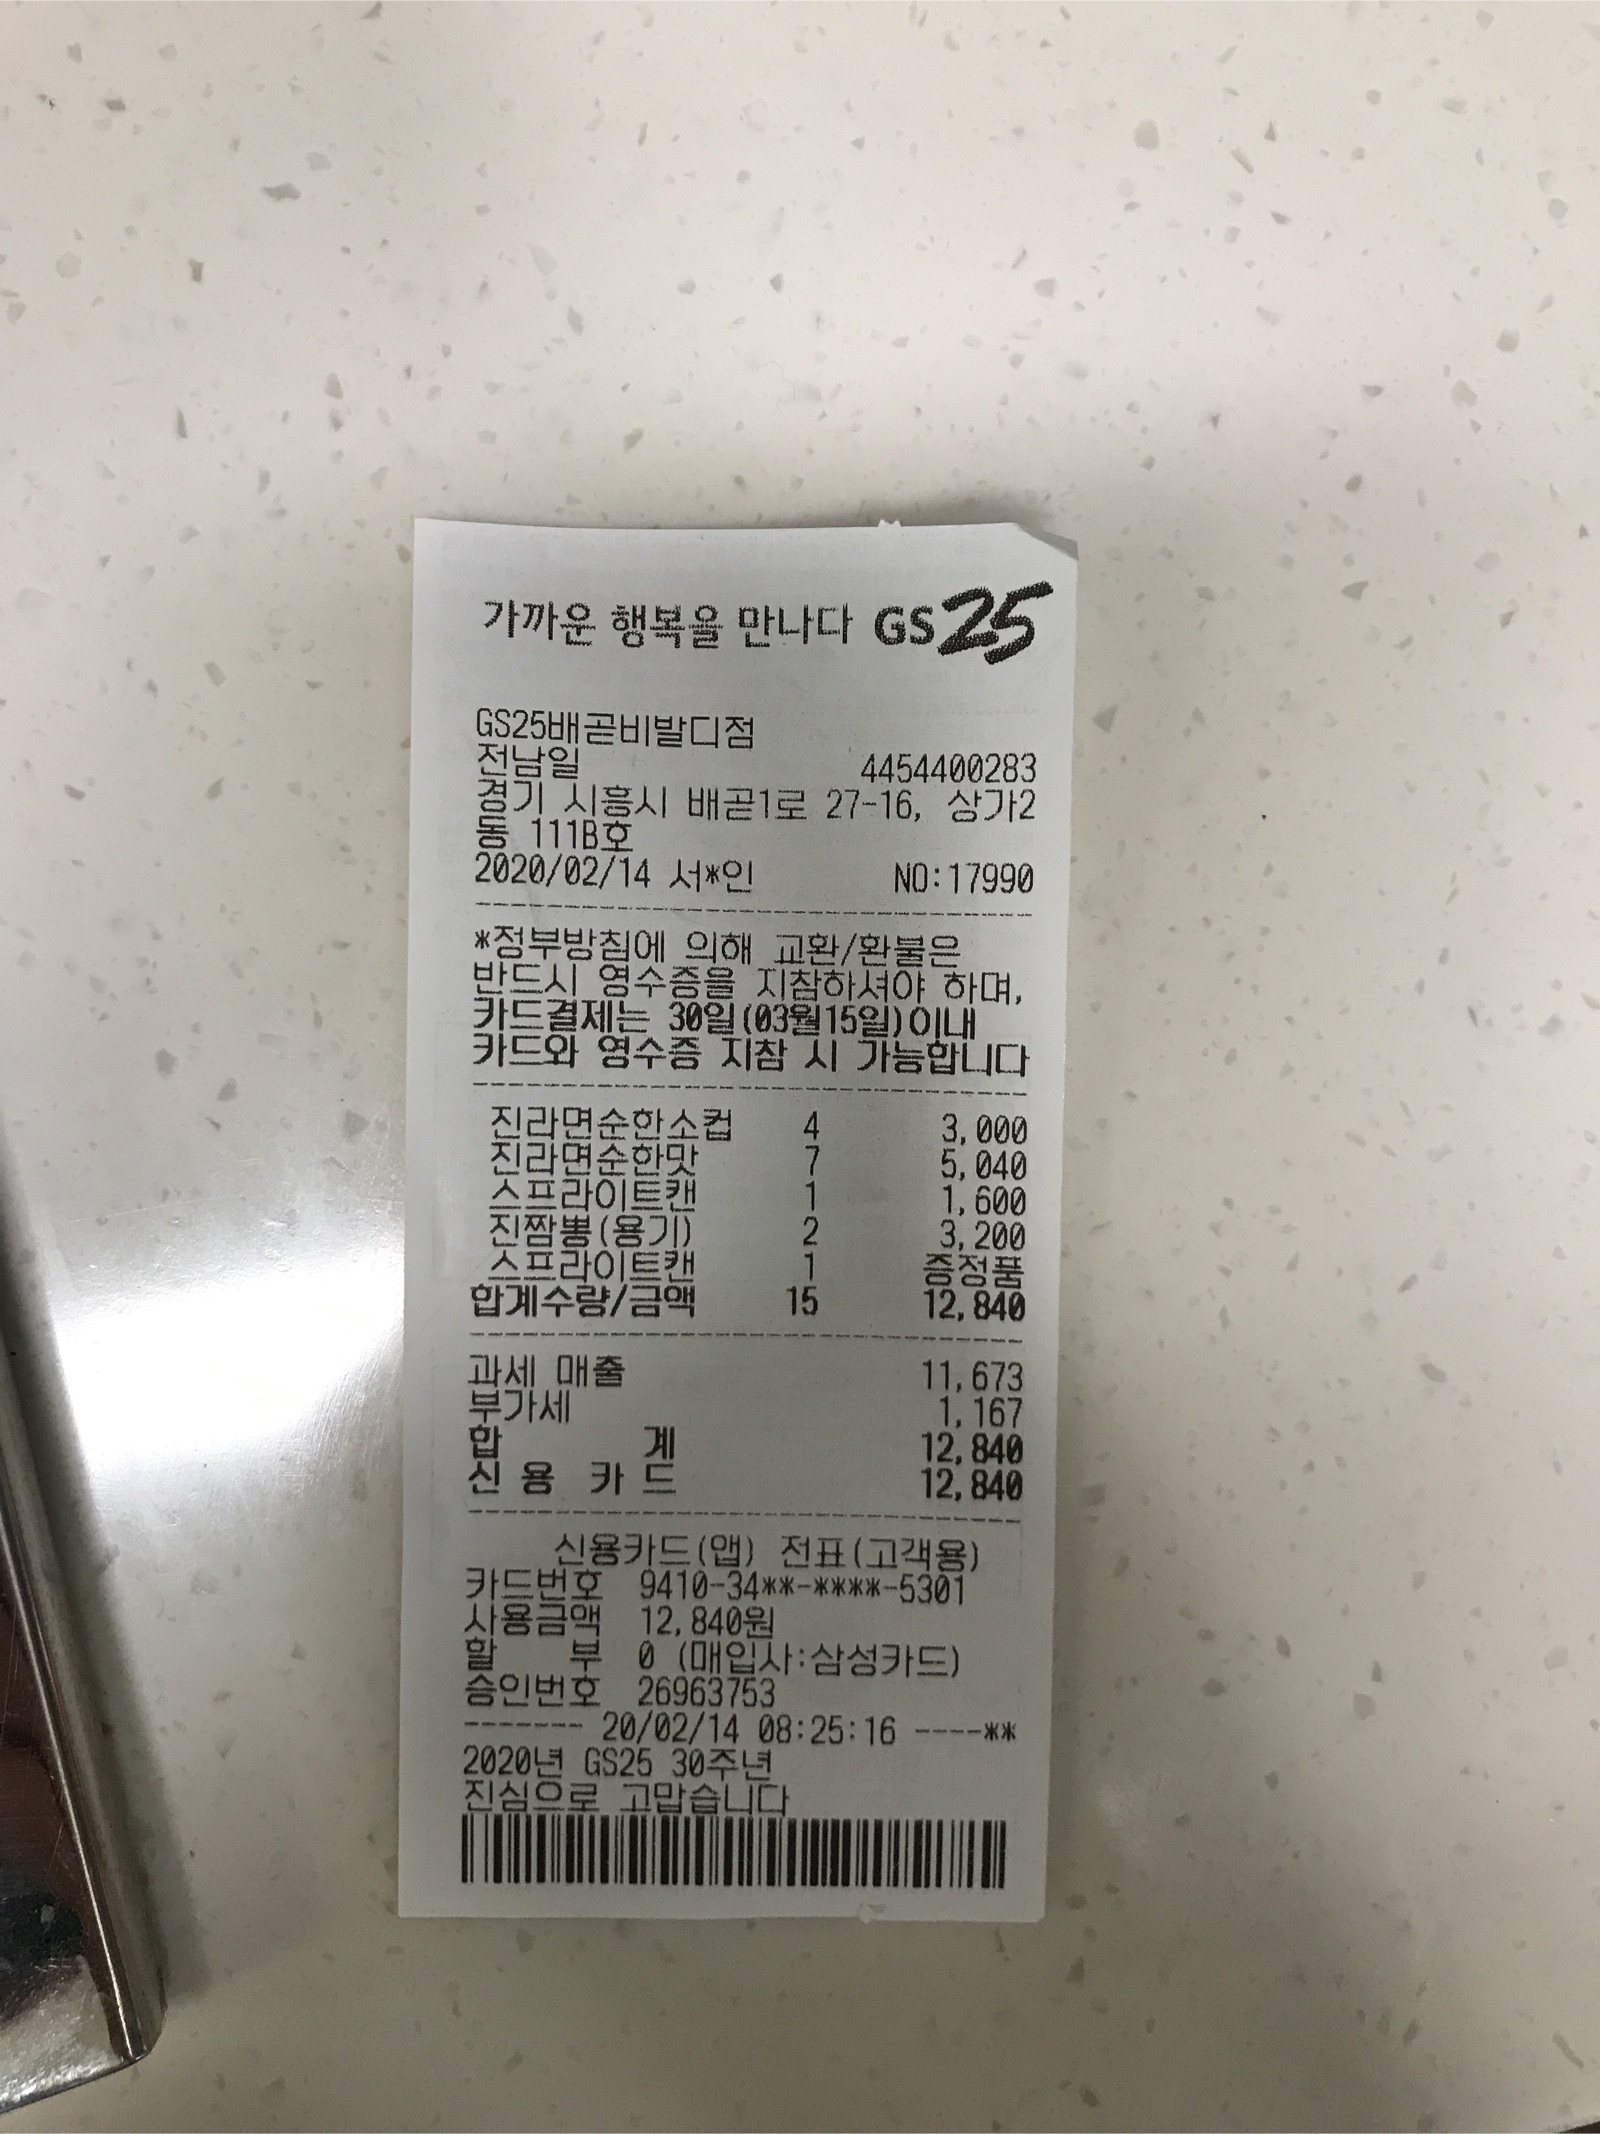 가까운 행복을 만나다 GS25
GS25배곧비발디점
전남일 4454400283
경기 시흥시 배곧1로 27-16, 상가2
동 111B호
2020/02/14 서*인 NO:17990
*정부방침에 의해 교환/환불은
반드시 영수증을 지참하셔야 하며,
카드결제는 30일(03월15일)이내
카드와 영수증 지참 시 가능합니다
진라면순한소컵 4 3,000
진라면순한맛 7 5,040
스프라이트캔 1 1,600
진짬뽕(용기) 2 3,200
스프라이트캔 1 증정품
합계수량/금액 15 12,840
과세 매출 11,673
부가세 1,167
합 계 12,840
신 용 카 드 12,840
신용카드(앱) 전표(고객용)
카드번호 9410-34**-****-5301
사용금액 12,840원
할 부 0 (매입사:삼성카드)
승인번호 26963753
------- 20/02/14 08:25:16 ----**
2020년 GS25 30주년
진심으로 고맙습니다